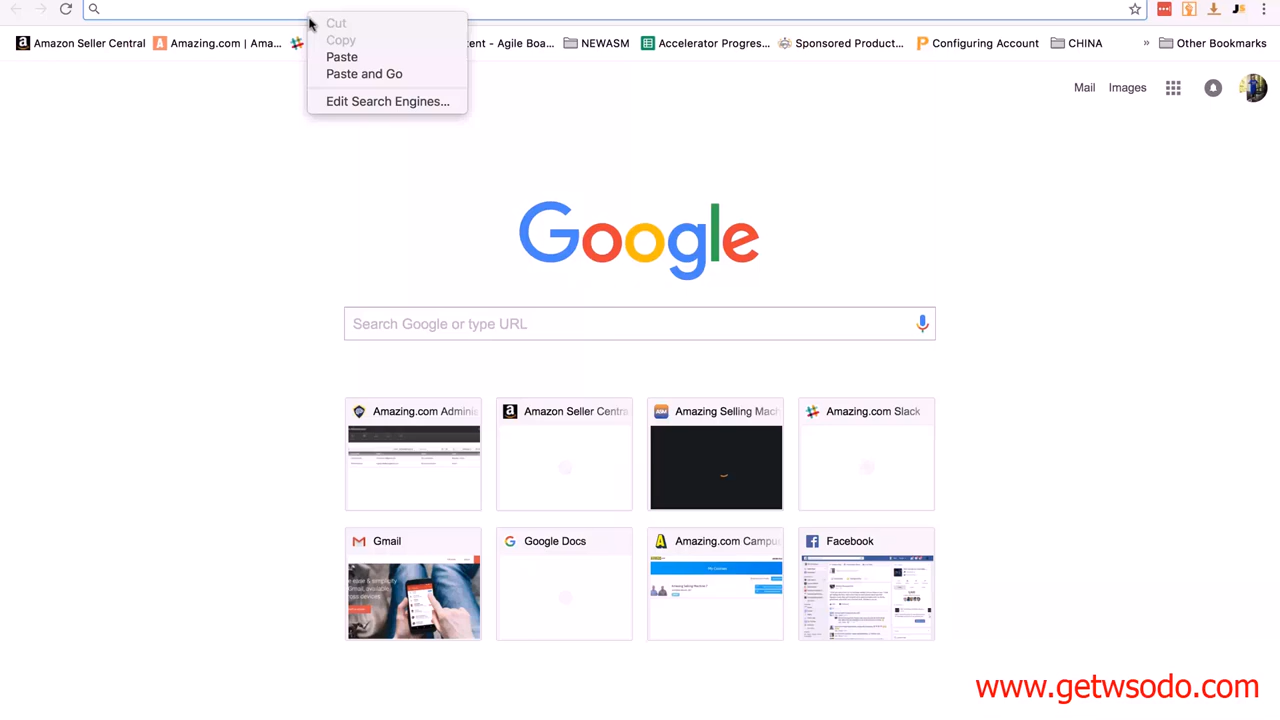 Cut
Copy
Paste
Paste and Go
Edit Search Engines...
Amazon Seller Central
Amazing.com | Ama...
tent - Agile Boa...
NEWASM
Accelerator Progres...
Sponsored Product...
Configuring Account
CHINA
»
Other Bookmarks
Mail
Images
Google
Search Google or type URL
Amazing.com Adminis
Amazon Seller Centra
Amazing Selling Mach
Amazing.com Slack
Gmail
Google Docs
Amazing.com Campu
Facebook
My Courses
www.getwsodo.com